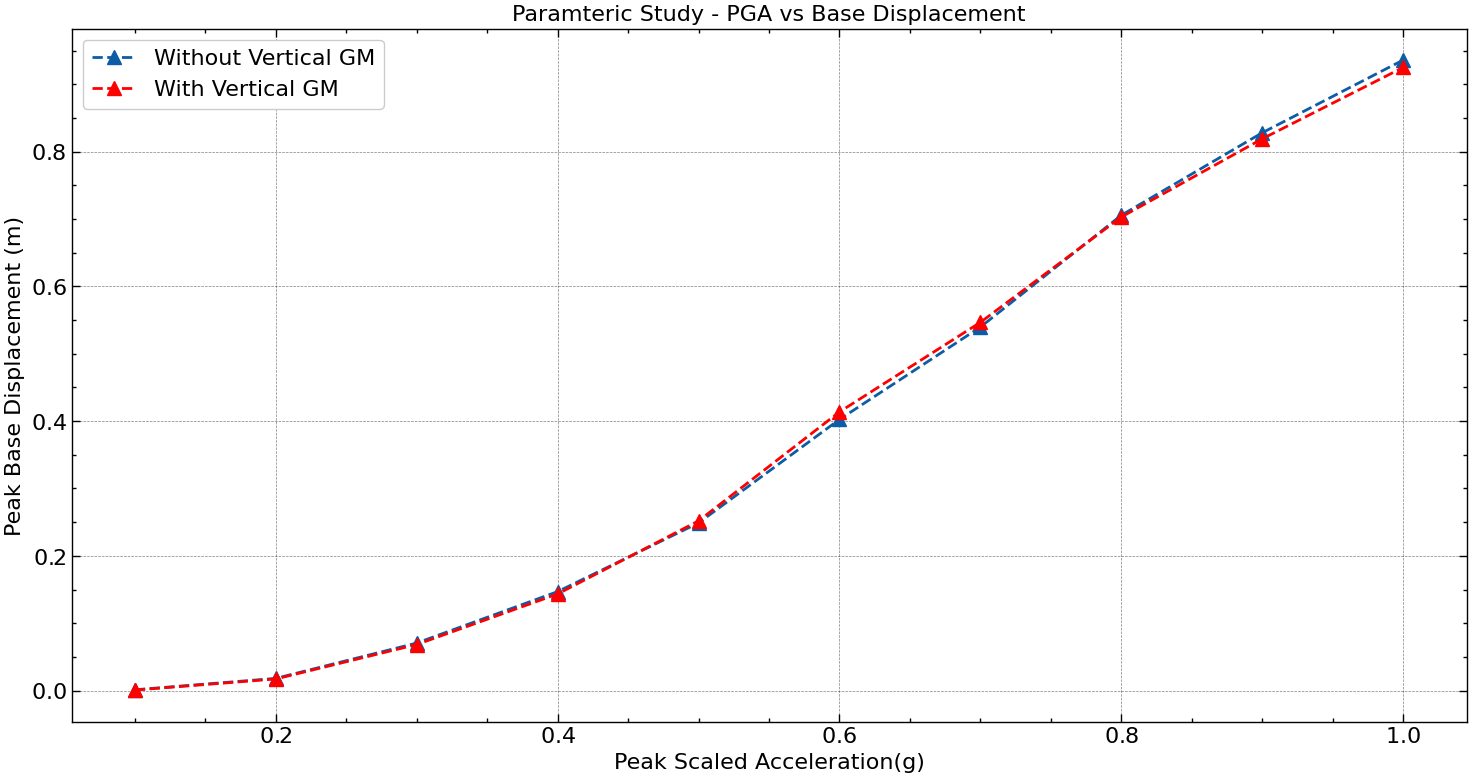 Paramteric Study - PGA vs Base Displacement
Without Vertical GM
With Vertical GM
Peak Base Displacement (m)
0.8
0.6
0.4
0.2
0.0
0.2 0.4 0.6 0.8 1.0
Peak Scaled Acceleration(g)